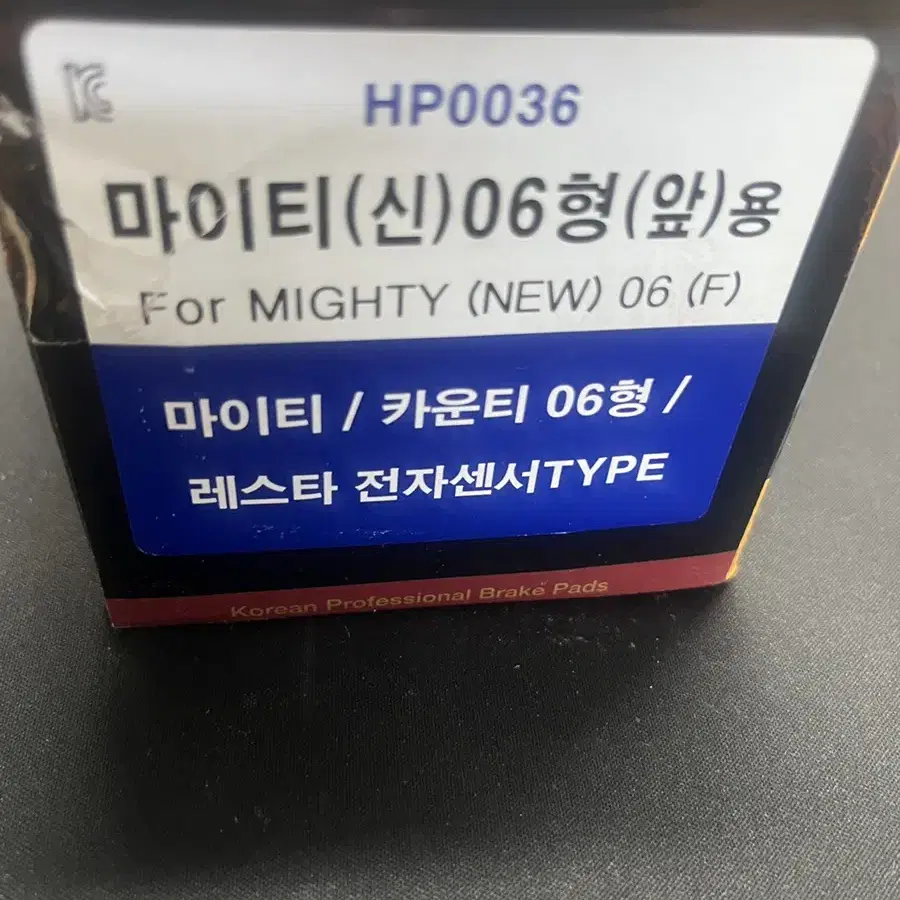 HP0036
마이티(신)06형(앞)용
For MIGHTY (NEW) 06 (F)
마이티 / 카운티 06형 /
레스타 전자센서TYPE
Korean Professional Brake Pads